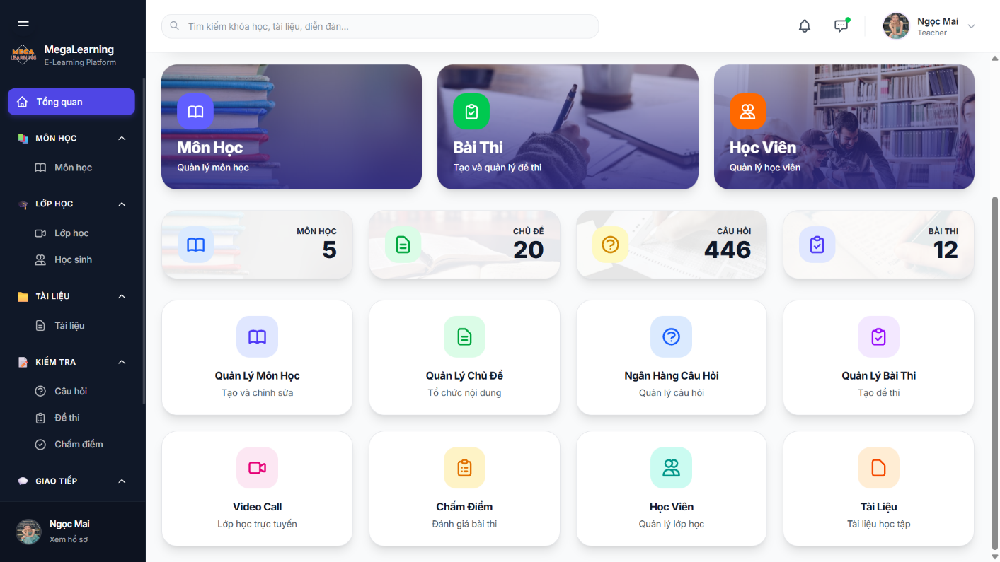 MEGA
LEARNING
MegaLearning
E-Learning Platform
Tổng quan
MÔN HỌC
Môn học
LỚP HỌC
Lớp học
Học sinh
TÀI LIỆU
Tài liệu
KIỂM TRA
Câu hỏi
Đề thi
Chấm điểm
GIAO TIẾP
Ngọc Mai
Xem hồ sơ
Tìm kiếm khóa học, tài liệu, diễn đàn...
Ngọc Mai
Teacher
Môn Học
Quản lý môn học
Bài Thi
Tạo và quản lý đề thi
Học Viên
Quản lý học viên
MÔN HỌC
5
CHỦ ĐỀ
20
CÂU HỎI
446
BÀI THI
12
Quản Lý Môn Học
Tạo và chỉnh sửa
Quản Lý Chủ Đề
Tổ chức nội dung
Ngân Hàng Câu Hỏi
Quản lý câu hỏi
Quản Lý Bài Thi
Tạo đề thi
Video Call
Lớp học trực tuyến
Chấm Điểm
Đánh giá bài thi
Học Viên
Quản lý lớp học
Tài Liệu
Tài liệu học tập